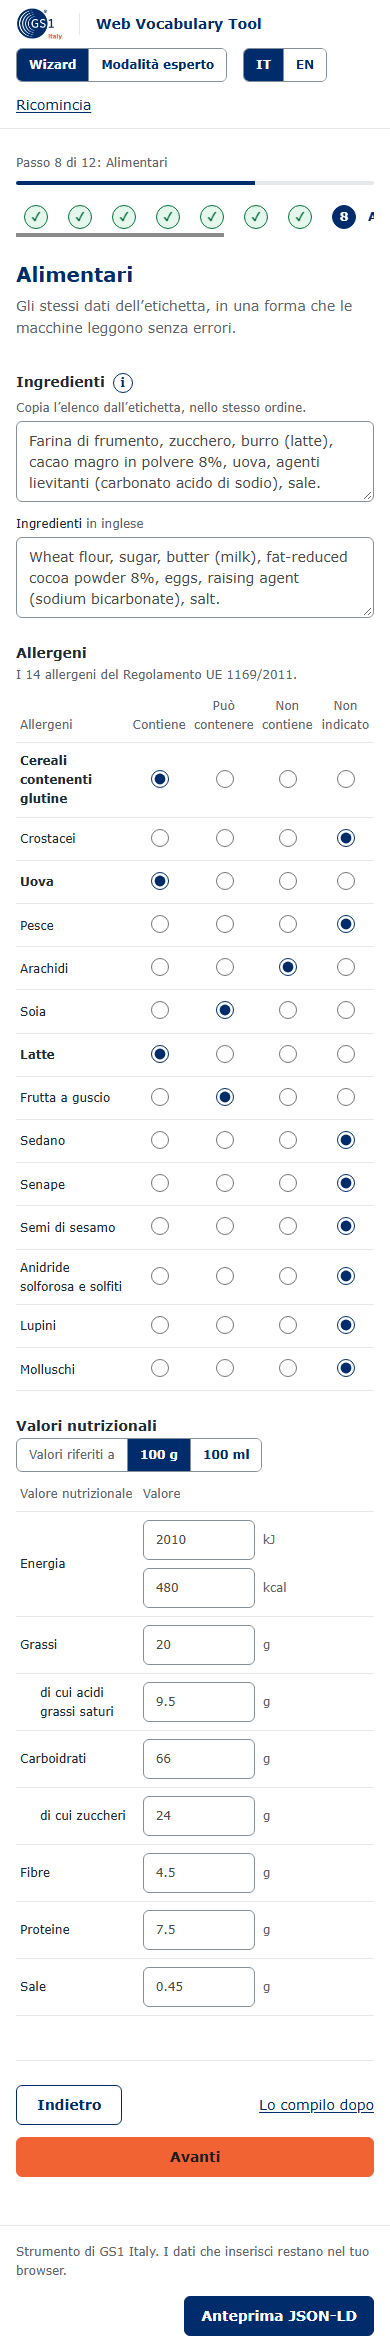 GS1
Italy
Web Vocabulary Tool
Wizard Modalità esperto IT EN
Ricomincia
Passo 8 di 12: Alimentari
8 A
Alimentari
Gli stessi dati dell’etichetta, in una forma che le
macchine leggono senza errori.
Ingredienti i
Copia l’elenco dall’etichetta, nello stesso ordine.
Farina di frumento, zucchero, burro (latte),
cacao magro in polvere 8%, uova, agenti
lievitanti (carbonato acido di sodio), sale.
Ingredienti in inglese
Wheat flour, sugar, butter (milk), fat-reduced
cocoa powder 8%, eggs, raising agent
(sodium bicarbonate), salt.
Allergeni
I 14 allergeni del Regolamento UE 1169/2011.
Allergeni Contiene Può contenere Non contiene Non indicato
Cereali
contenenti
glutine
Crostacei
Uova
Pesce
Arachidi
Soia
Latte
Frutta a guscio
Sedano
Senape
Semi di sesamo
Anidride
solforosa e solfiti
Lupini
Molluschi
Valori nutrizionali
Valori riferiti a 100 g 100 ml
Valore nutrizionale Valore
Energia
2010 kJ
480 kcal
Grassi 20 g
di cui acidi
grassi saturi 9.5 g
Carboidrati 66 g
di cui zuccheri 24 g
Fibre 4.5 g
Proteine 7.5 g
Sale 0.45 g
Indietro Lo compilo dopo
Avanti
Strumento di GS1 Italy. I dati che inserisci restano nel tuo
browser.
Anteprima JSON-LD